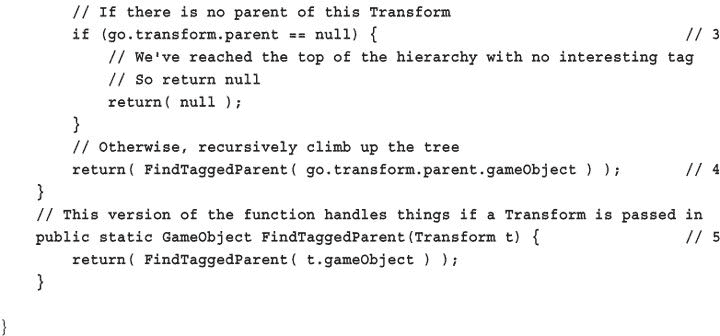 // If there is no parent of this Transform
if (go.transform.parent == null) { // 3
// We've reached the top of the hierarchy with no interesting tag
// So return null
return( null );
}
// Otherwise, recursively climb up the tree
return( FindTaggedParent( go.transform.parent.gameObject ) ); // 4
}
// This version of the function handles things if a Transform is passed in
public static GameObject FindTaggedParent(Transform t) { // 5
return( FindTaggedParent( t.gameObject ) );
}
}